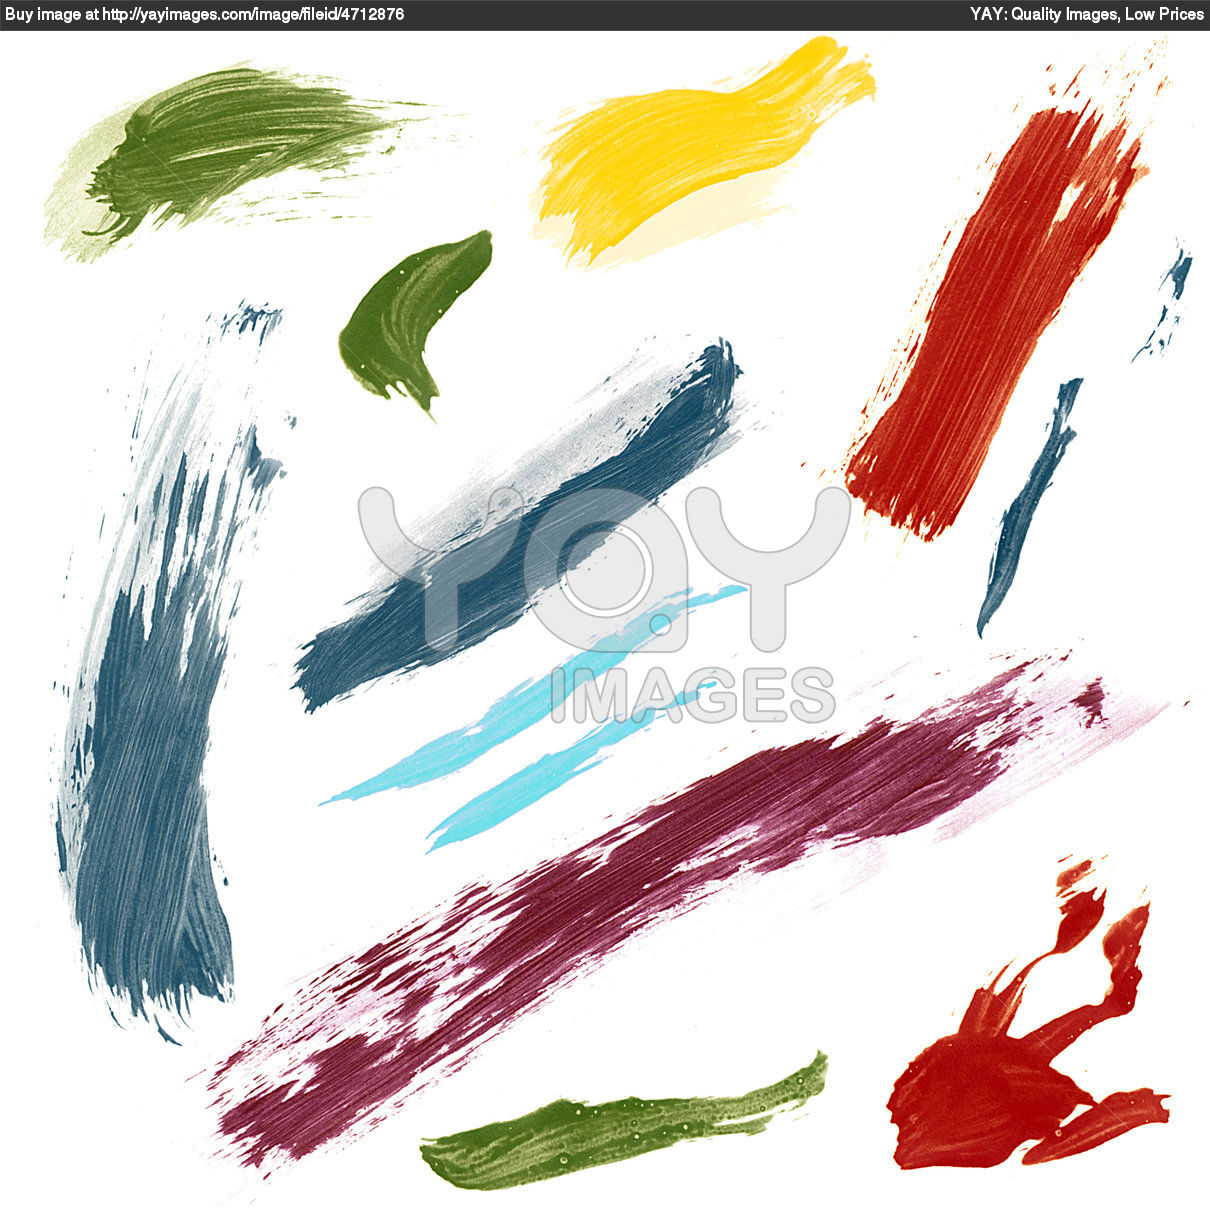 Buy image at http://yayimages.com/image/fileid/4712876 YAY: Quality Images, Low Prices
YAY
IMAGES